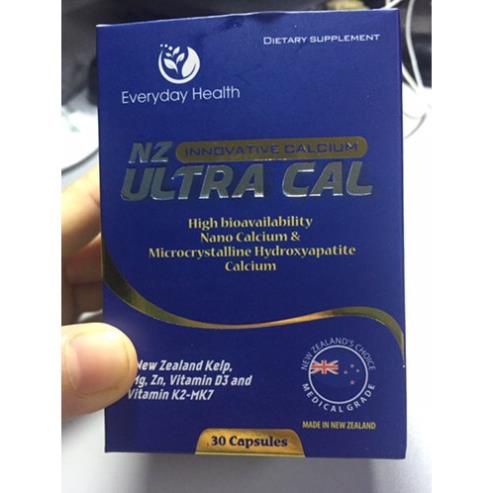 DIETARY SUPPLEMENT
Everyday Health
NZ INNOVATIVE CALCIUM
ULTRA CAL
High bioavailability
Nano Calcium &
Microcrystalline Hydroxyapatite
Calcium
New Zealand Kelp,
Mg, Zn, Vitamin D3 and
Vitamin K2-MK7
NEW ZEALAND'S CHOICE
MEDICAL GRADE
MADE IN NEW ZEALAND
30 Capsules